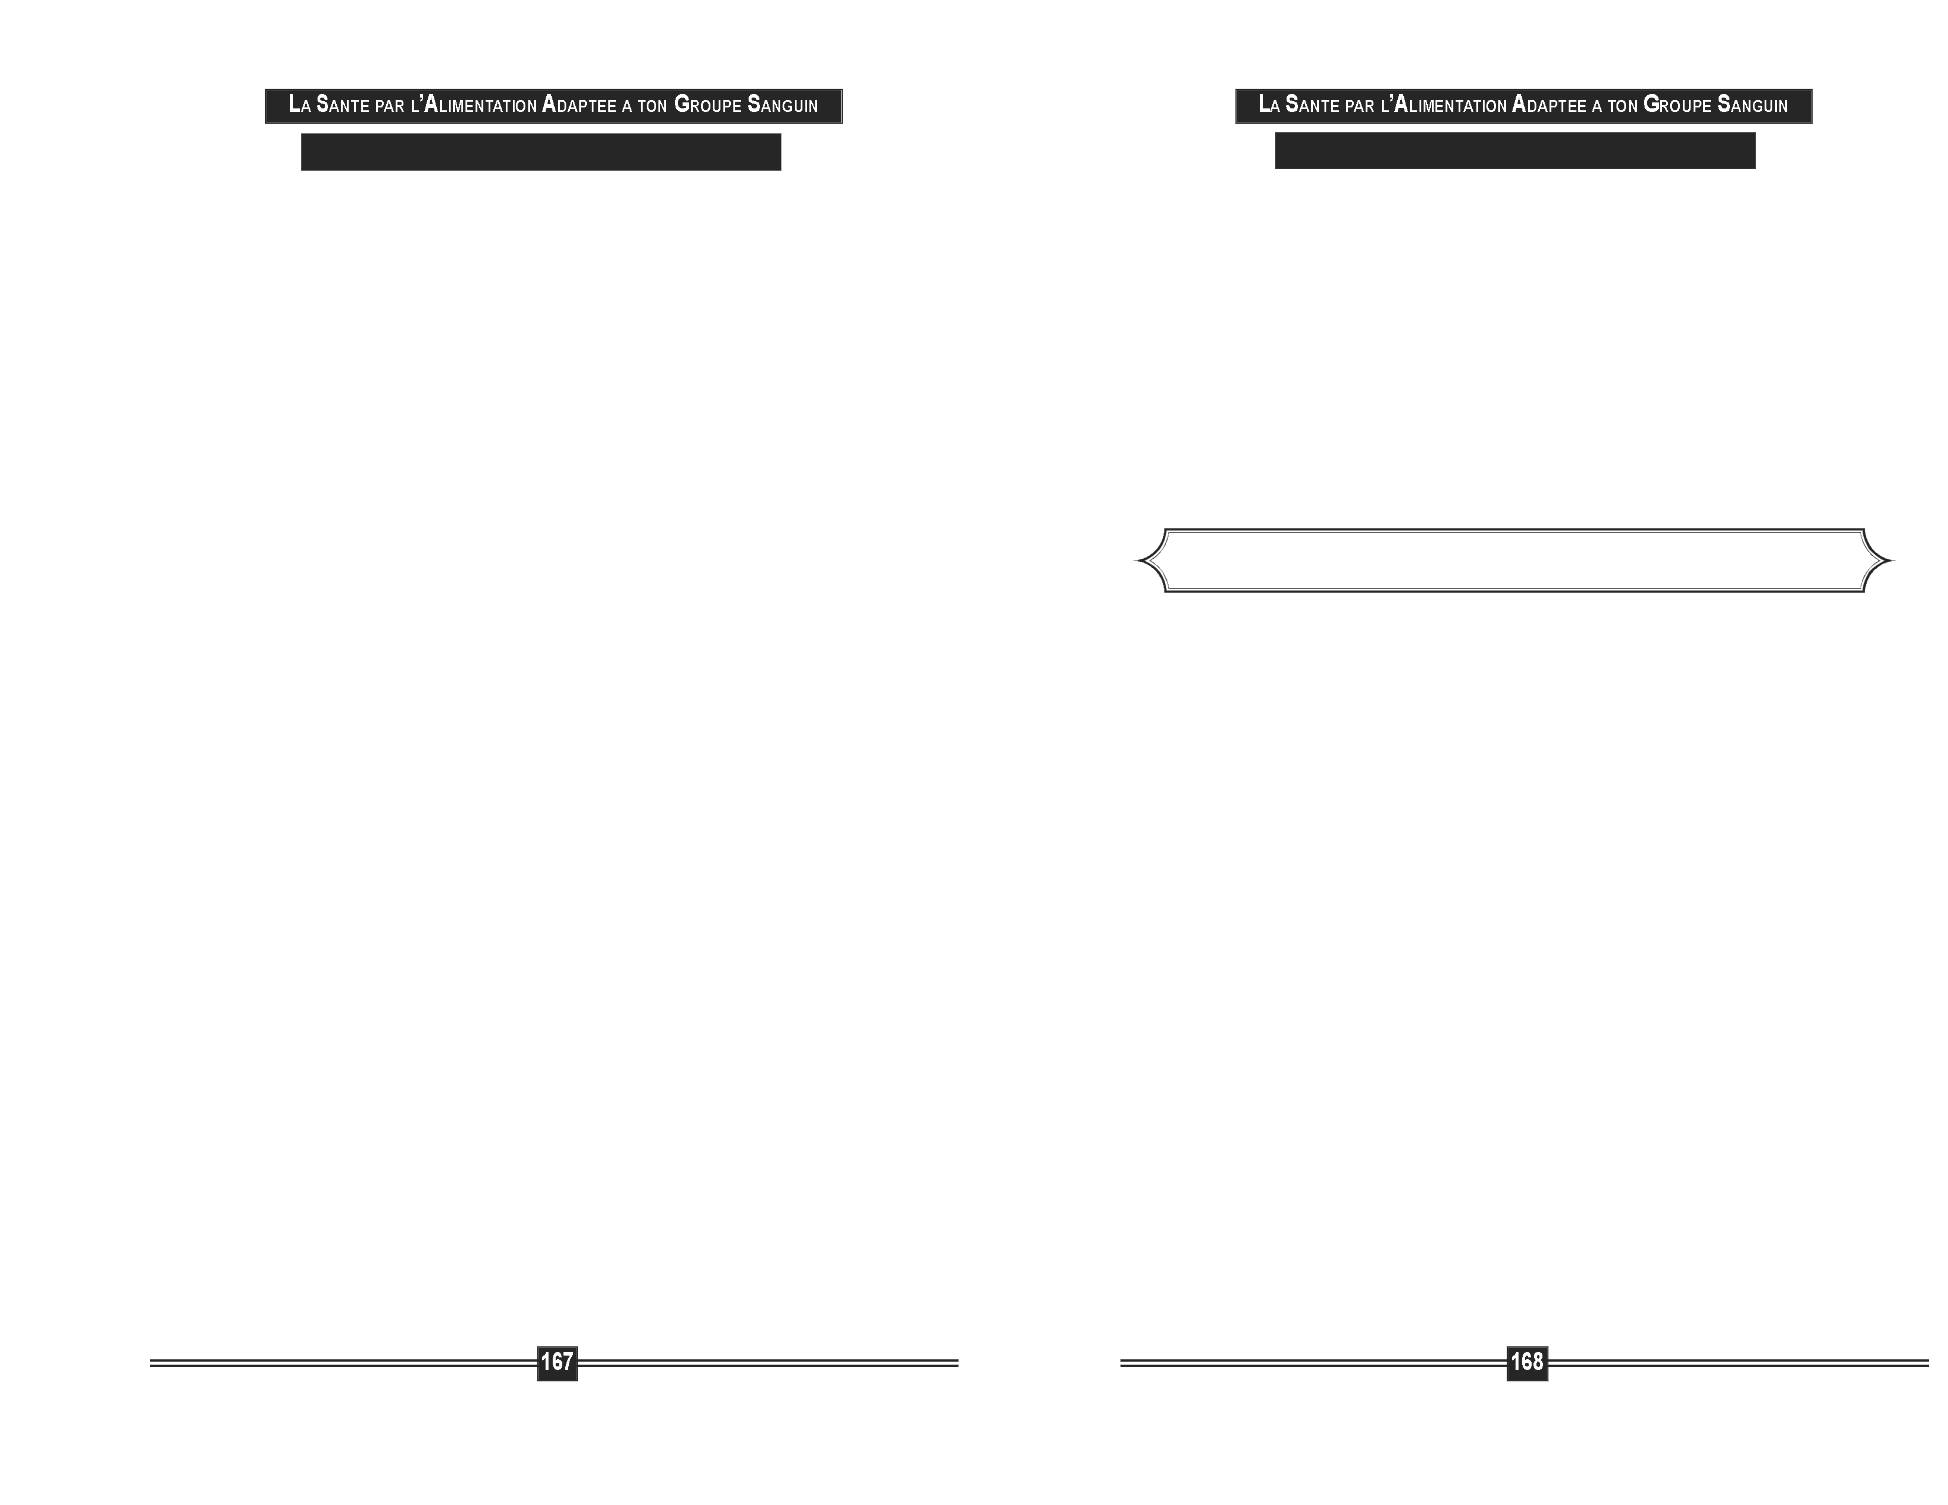 LA SANTE PAR L’ALIMENTATION ADAPTEE A TON GROUPE SANGUIN
167
LA SANTE PAR L’ALIMENTATION ADAPTEE A TON GROUPE SANGUIN
168